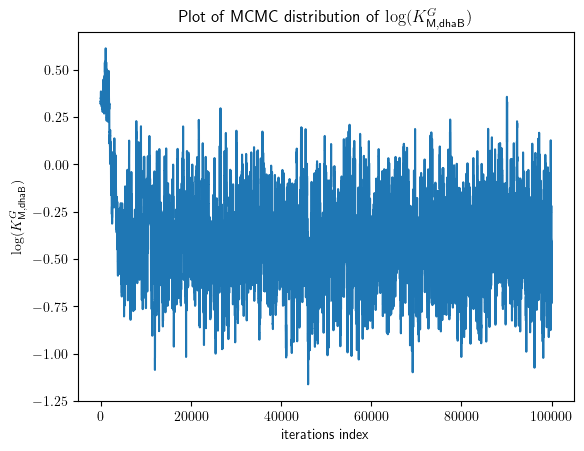 Plot of MCMC distribution of log(K^G_{M,dhaB})
log(K^G_{M,dhaB})
0.50
0.25
0.00
−0.25
−0.50
−0.75
−1.00
−1.25
0 20000 40000 60000 80000 100000
iterations index